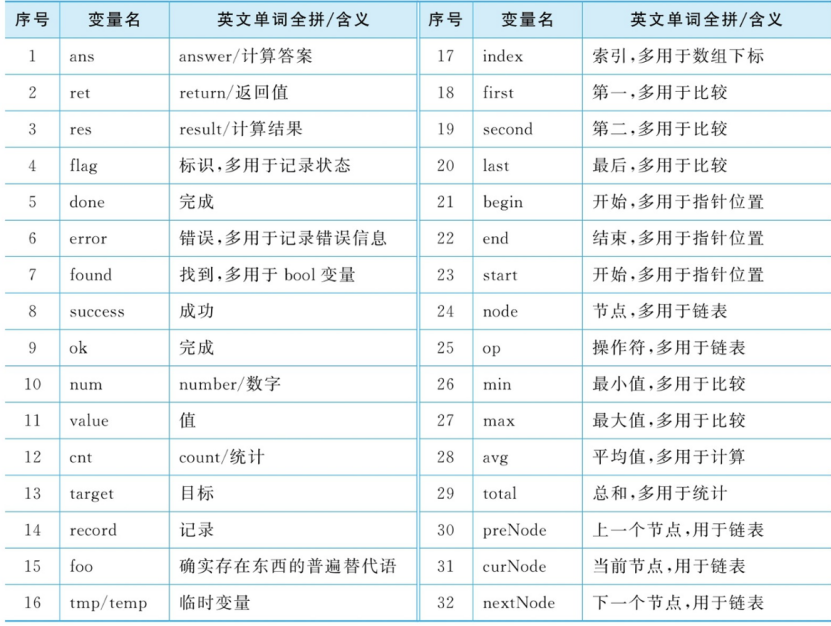 序号 变量名 英文单词全拼/含义 序号 变量名 英文单词全拼/含义
1 ans answer/计算答案 17 index 索引,多用于数组下标
2 ret return/返回值 18 first 第一,多用于比较
3 res result/计算结果 19 second 第二,多用于比较
4 flag 标识,多用于记录状态 20 last 最后,多用于比较
5 done 完成 21 begin 开始,多用于指针位置
6 error 错误,多用于记录错误信息 22 end 结束,多用于指针位置
7 found 找到,多用于 bool 变量 23 start 开始,多用于指针位置
8 success 成功 24 node 节点,多用于链表
9 ok 完成 25 op 操作符,多用于链表
10 num number/数字 26 min 最小值,多用于比较
11 value 值 27 max 最大值,多用于比较
12 cnt count/统计 28 avg 平均值,多用于计算
13 target 目标 29 total 总和,多用于统计
14 record 记录 30 preNode 上一个节点,用于链表
15 foo 确实存在东西的普遍替代语 31 curNode 当前节点,用于链表
16 tmp/temp 临时变量 32 nextNode 下一个节点,用于链表